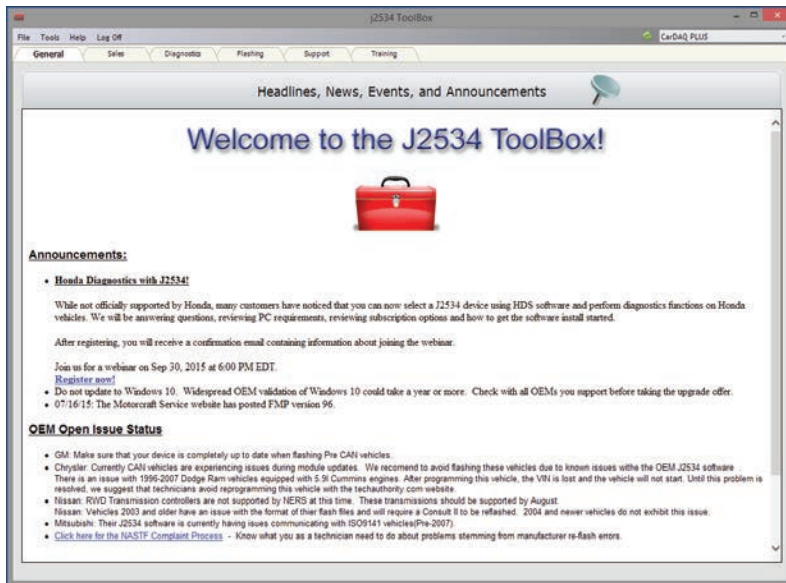 j2534 ToolBox
File Tools Help Log Off
CarDAQ PLUS
General Sales Diagnostics Flashing Support Training
Headlines, News, Events, and Announcements
Welcome to the J2534 ToolBox!
Announcements:
Honda Diagnostics with J2534!
While not officially supported by Honda, many customers have noticed that you can now select a J2534 device using HDS software and perform diagnostics functions on Honda
vehicles. We will be answering questions, reviewing PC requirements, reviewing subscription options and how to get the software install started.
After registering, you will receive a confirmation email containing information about joining the webinar.
Join us for a webinar on Sep 30, 2015 at 6:00 PM EDT.
Register now!
Do not update to Windows 10. Widespread OEM validation of Windows 10 could take a year or more. Check with all OEMs you support before taking the upgrade offer.
07/16/15: The Motorcraft Service website has posted FMP version 96.
OEM Open Issue Status
GM: Make sure that your device is completely up to date when flashing Pre CAN vehicles.
Chrysler: Currently CAN vehicles are experiencing issues during module updates. We recomend to avoid flashing these vehicles due to known issues withe the OEM J2534 software
There is an issue with 1996-2007 Dodge Ram vehicles equipped with 5.9l Cummins engines. After programming this vehicle, the VIN is lost and the vehicle will not start. Until this problem is
resolved, we suggest that technicians avoid reprogramming this vehicle with the techauthority.com website.
Nissan: RWD Transmission controllers are not supported by NERS at this time. These transmissions should be supported by August.
Nissan: Vehicles 2003 and older have an issue with the format of thier flash files and will require a Consult II to be reflashed. 2004 and newer vehicles do not exhibit this issue.
Mitsubishi: Their J2534 software is currently having isues communicating with ISO9141 vehicles(Pre-2007).
Click here for the NASTF Complaint Process - Know what you as a technician need to do about problems stemming from manufacturer re-flash errors.